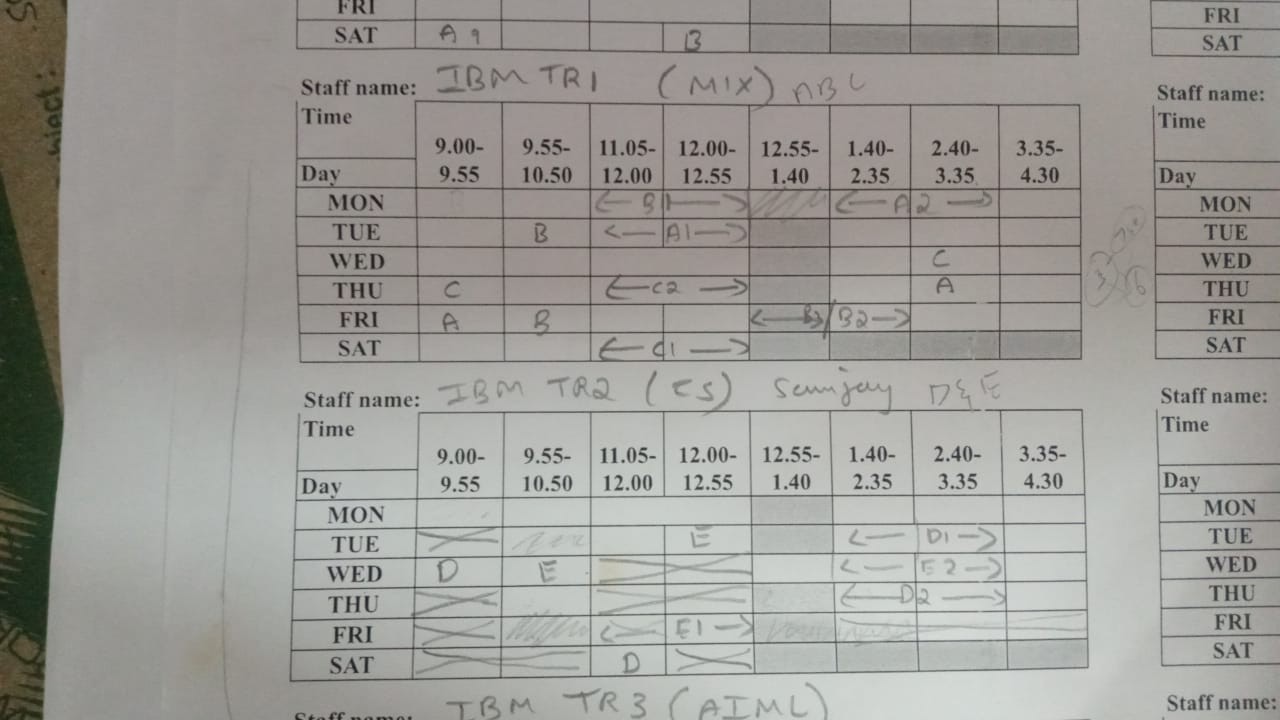 FRI FRI
SAT A 9 B SAT
Staff name: IBM TR1 (MIX) ABC Staff name:
Time Time
9.00- 9.55- 11.05- 12.00- 12.55- 1.40- 2.40- 3.35-
Day 9.55 10.50 12.00 12.55 1.40 2.35 3.35 4.30 Day
MON B1 A2 MON
TUE B A1 TUE
WED C WED
THU C C2 A THU
FRI A B B2 FRI
SAT C1 SAT
Staff name: IBM TR2 (CS) D&E Staff name:
Time Time
9.00- 9.55- 11.05- 12.00- 12.55- 1.40- 2.40- 3.35-
Day 9.55 10.50 12.00 12.55 1.40 2.35 3.35 4.30 Day
MON MON
TUE E D1 TUE
WED D E E2 WED
THU D2 THU
FRI E1 FRI
SAT D SAT
Staff name: IBM TR3 (AIML) Staff name: